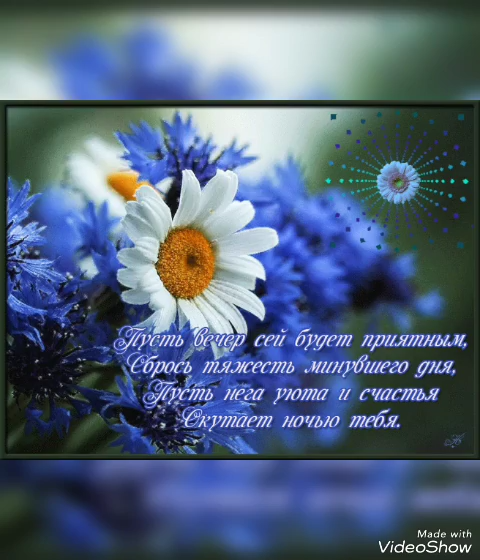 Пусть вечер сей будет приятным,
Сбрось тяжесть минувшего дня,
Пусть нега уюта и счастья
Окутает ночью тебя.
Made with
VideoShow